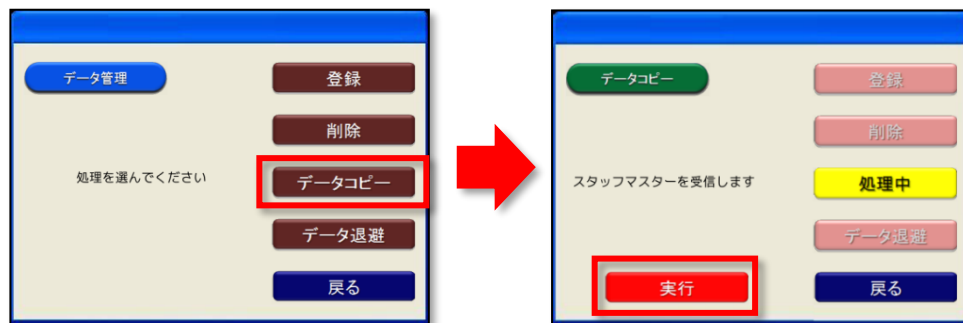 データ管理
登録
削除
処理を選んでください
データコピー
データ退避
戻る
データコピー
登録
削除
スタッフマスターを受信します
処理中
データ退避
実行
戻る